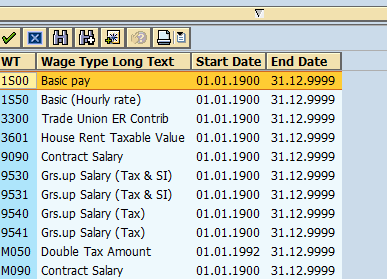 WT Wage Type Long Text Start Date End Date
1S00 Basic pay 01.01.1900 31.12.9999
1S50 Basic (Hourly rate) 01.01.1900 31.12.9999
3300 Trade Union ER Contrib 01.01.1900 31.12.9999
3601 House Rent Taxable Value 01.01.1900 31.12.9999
9090 Contract Salary 01.01.1900 31.12.9999
9530 Grs.up Salary (Tax & SI) 01.01.1900 31.12.9999
9531 Grs.up Salary (Tax & SI) 01.01.1900 31.12.9999
9540 Grs.up Salary (Tax) 01.01.1900 31.12.9999
9541 Grs.up Salary (Tax) 01.01.1900 31.12.9999
M050 Double Tax Amount 01.01.1992 31.12.9999
M090 Contract Salary 01.01.1900 31.12.9999